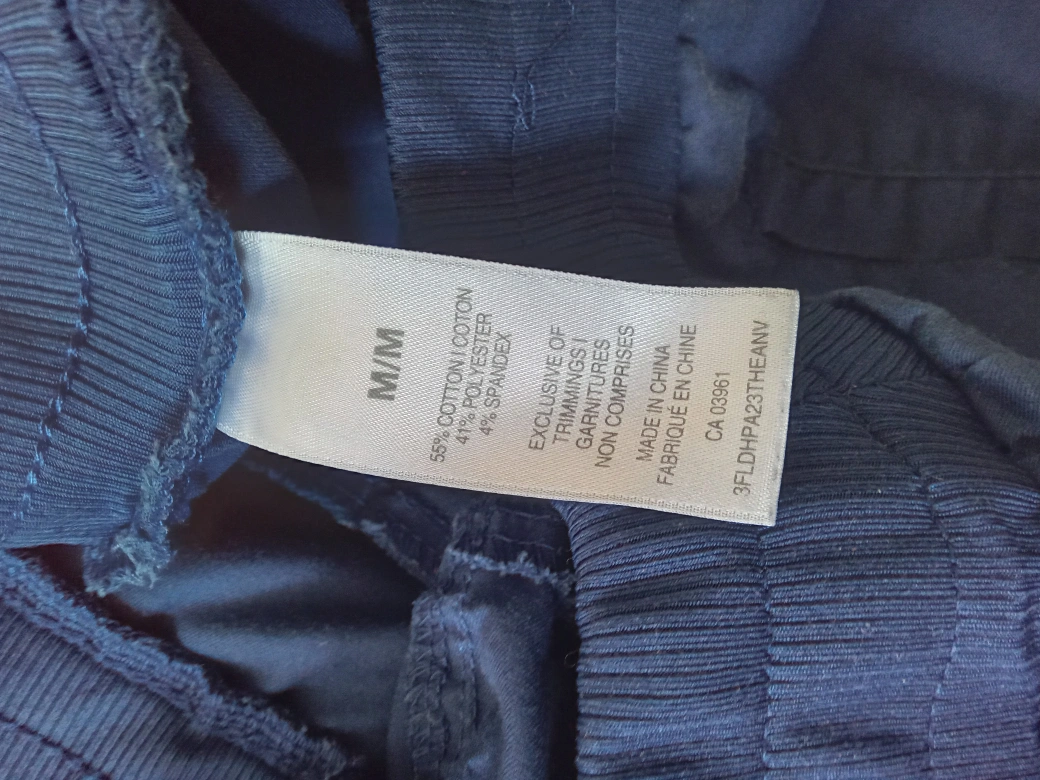 M/M
55% COTTON I COTON
41% POLYESTER
4% SPANDEX
EXCLUSIVE OF
TRIMMINGS I
GARNITURES
NON COMPRISES
MADE IN CHINA
FABRIQUÉ EN CHINE
CA 03961
3FLDHPA23THEANV